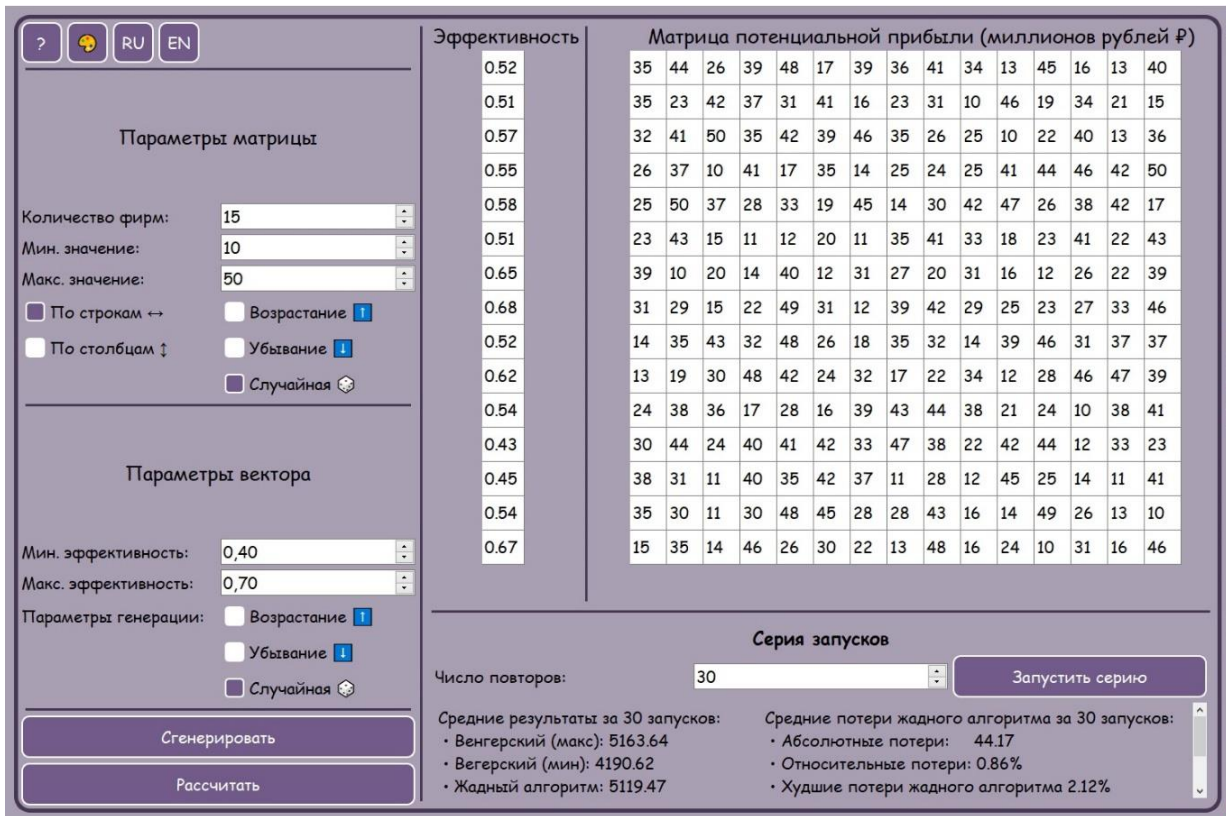 ? RU EN
Параметры матрицы
Количество фирм: 15
Мин. значение: 10
Макс. значение: 50
По строкам ↔ Возрастание ↑
По столбцам ↕ Убывание ↓
Случайная
Параметры вектора
Мин. эффективность: 0,40
Макс. эффективность: 0,70
Параметры генерации: Возрастание ↑
Убывание ↓
Случайная
Сгенерировать
Рассчитать
Эффективность
0.52
0.51
0.57
0.55
0.58
0.51
0.65
0.68
0.52
0.62
0.54
0.43
0.45
0.54
0.67
Матрица потенциальной прибыли (миллионов рублей ₽)
35 44 26 39 48 17 39 36 41 34 13 45 16 13 40
35 23 42 37 31 41 16 23 31 10 46 19 34 21 15
32 41 50 35 42 39 46 35 26 25 10 22 40 13 36
26 37 10 41 17 35 14 25 24 25 41 44 46 42 50
25 50 37 28 33 19 45 14 30 42 47 26 38 42 17
23 43 15 11 12 20 11 35 41 33 18 23 41 22 43
39 10 20 14 40 12 31 27 20 31 16 12 26 22 39
31 29 15 22 49 31 12 39 42 29 25 23 27 33 46
14 35 43 32 48 26 18 35 32 14 39 46 31 37 37
13 19 30 48 42 24 32 17 22 34 12 28 46 47 39
24 38 36 17 28 16 39 43 44 38 21 24 10 38 41
30 44 24 40 41 42 33 47 38 22 42 44 12 33 23
38 31 11 40 35 42 37 11 28 12 45 25 14 11 41
35 30 11 30 48 45 28 28 43 16 14 49 26 13 10
15 35 14 46 26 30 22 13 48 16 24 10 31 16 46
Серия запусков
Число повторов: 30 Запустить серию
Средние результаты за 30 запусков:
· Венгерский (макс): 5163.64
· Вегерский (мин): 4190.62
· Жадный алгоритм: 5119.47
Средние потери жадного алгоритма за 30 запусков:
· Абсолютные потери: 44.17
· Относительные потери: 0.86%
· Худшие потери жадного алгоритма 2.12%